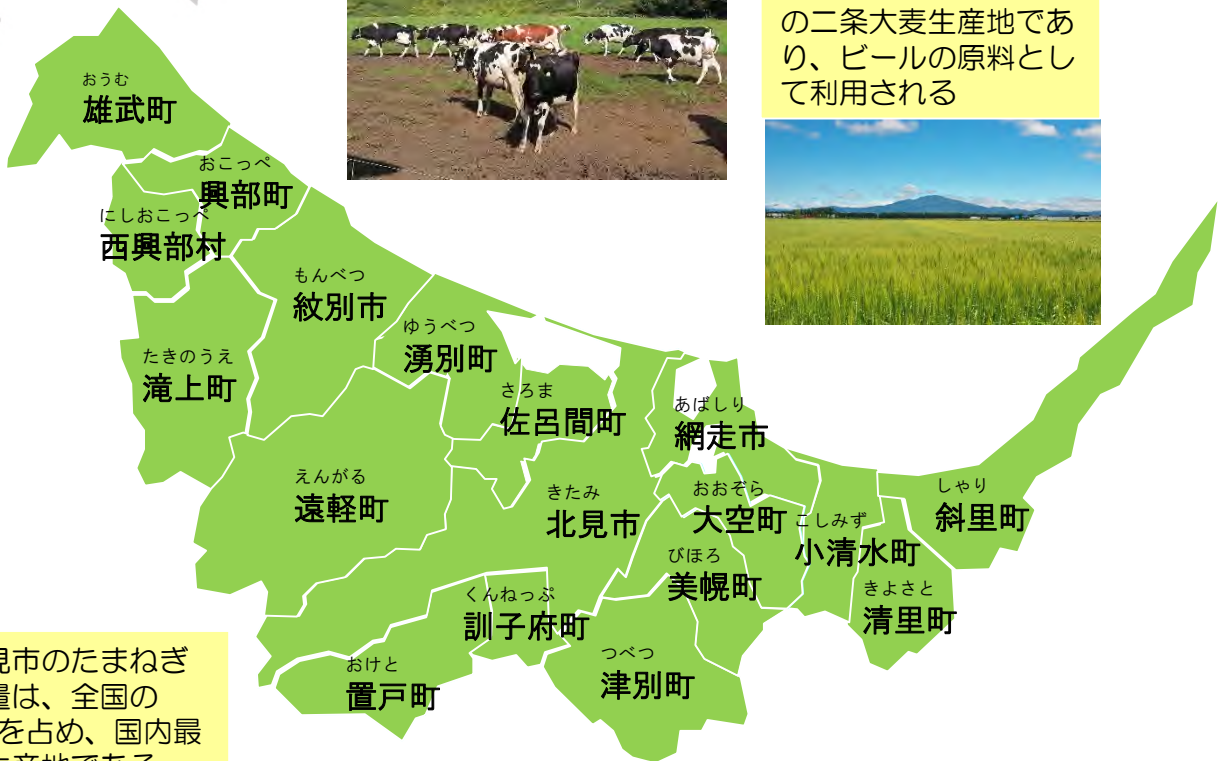 の二条大麦生産地であ
り、ビールの原料とし
て利用される
おうむ
雄武町
おこっぺ
興部町
にしおこっぺ
西興部村
もんべつ
紋別市
ゆうべつ
湧別町
たきのうえ
滝上町
さろま
佐呂間町
あばしり
網走市
えんがる
遠軽町
きたみ
北見市
おおぞら
大空町
こしみず
小清水町
しゃり
斜里町
びほろ
美幌町
きよさと
清里町
くんねっぷ
訓子府町
つべつ
津別町
おけと
置戸町
見市のたまねぎ
量は、全国の
を占め、国内最